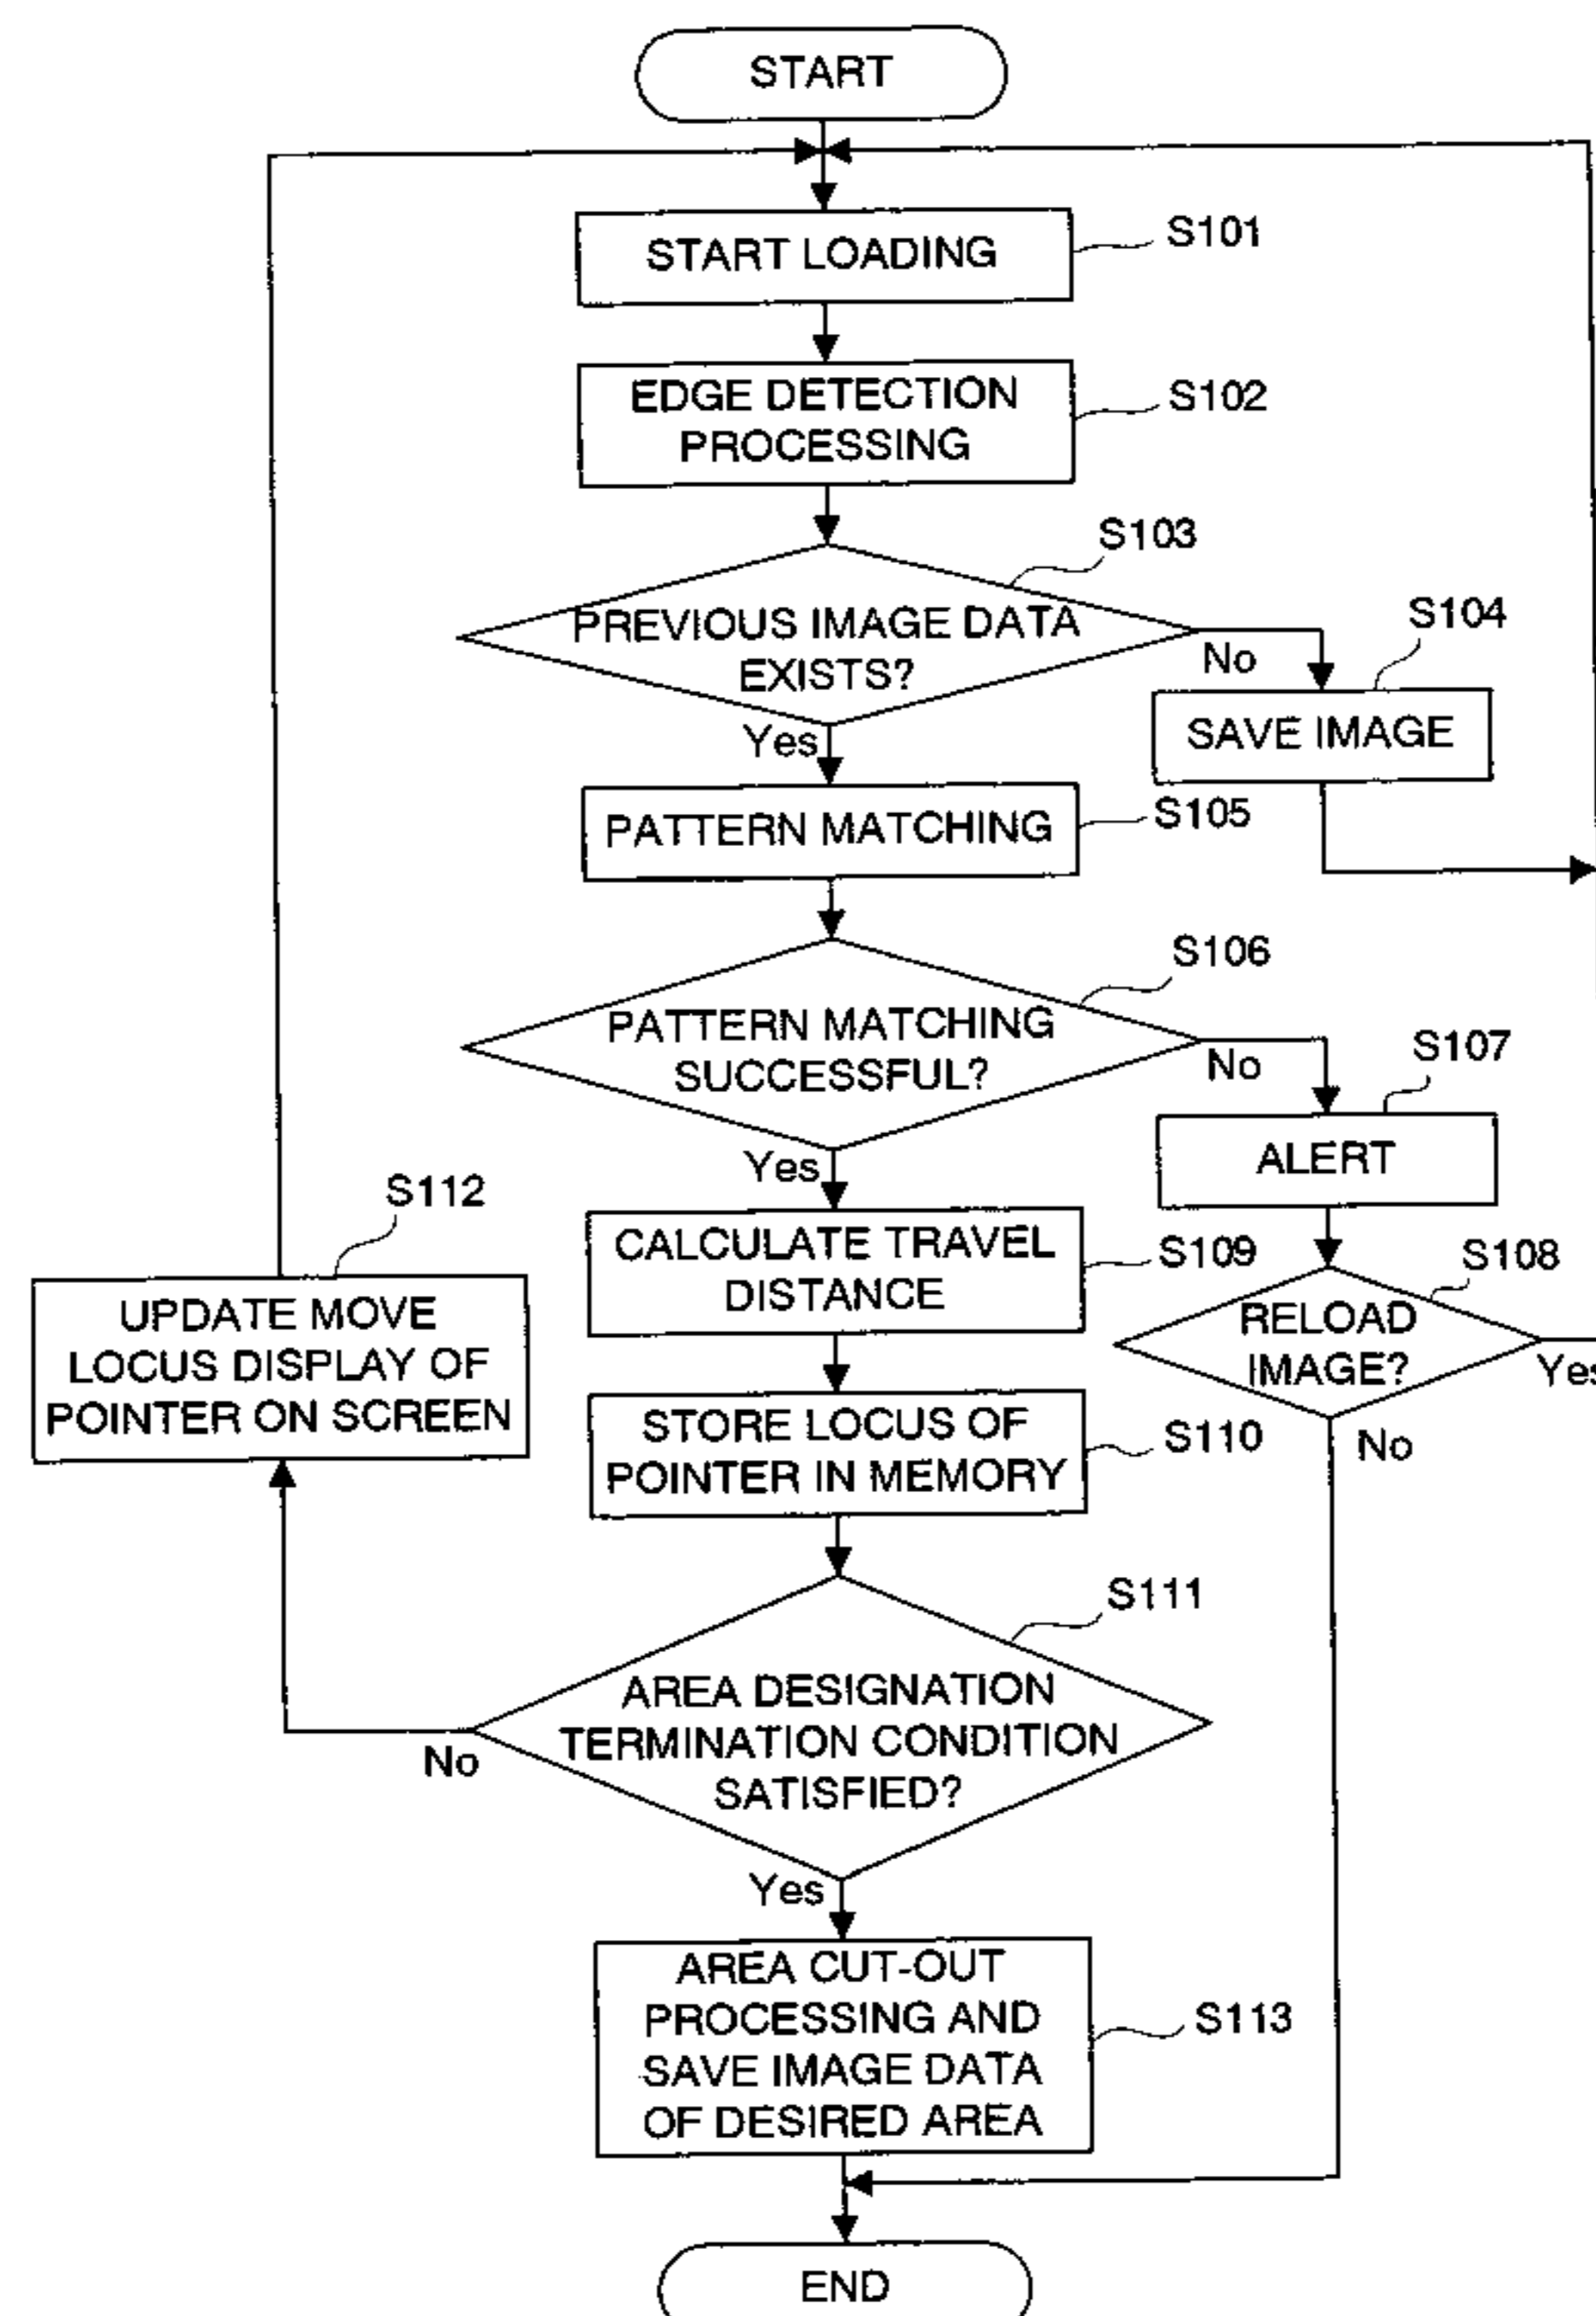 START
START LOADING
S101
EDGE DETECTION
PROCESSING
S102
S103
PREVIOUS IMAGE DATA
EXISTS?
No
Yes
S104
SAVE IMAGE
PATTERN MATCHING
S105
S106
PATTERN MATCHING
SUCCESSFUL?
No
Yes
S107
ALERT
S108
RELOAD
IMAGE?
Yes
No
CALCULATE TRAVEL
DISTANCE
S109
STORE LOCUS OF
POINTER IN MEMORY
S110
S111
AREA DESIGNATION
TERMINATION CONDITION
SATISFIED?
No
Yes
S112
UPDATE MOVE
LOCUS DISPLAY OF
POINTER ON SCREEN
AREA CUT-OUT
PROCESSING AND
SAVE IMAGE DATA
OF DESIRED AREA
S113
END